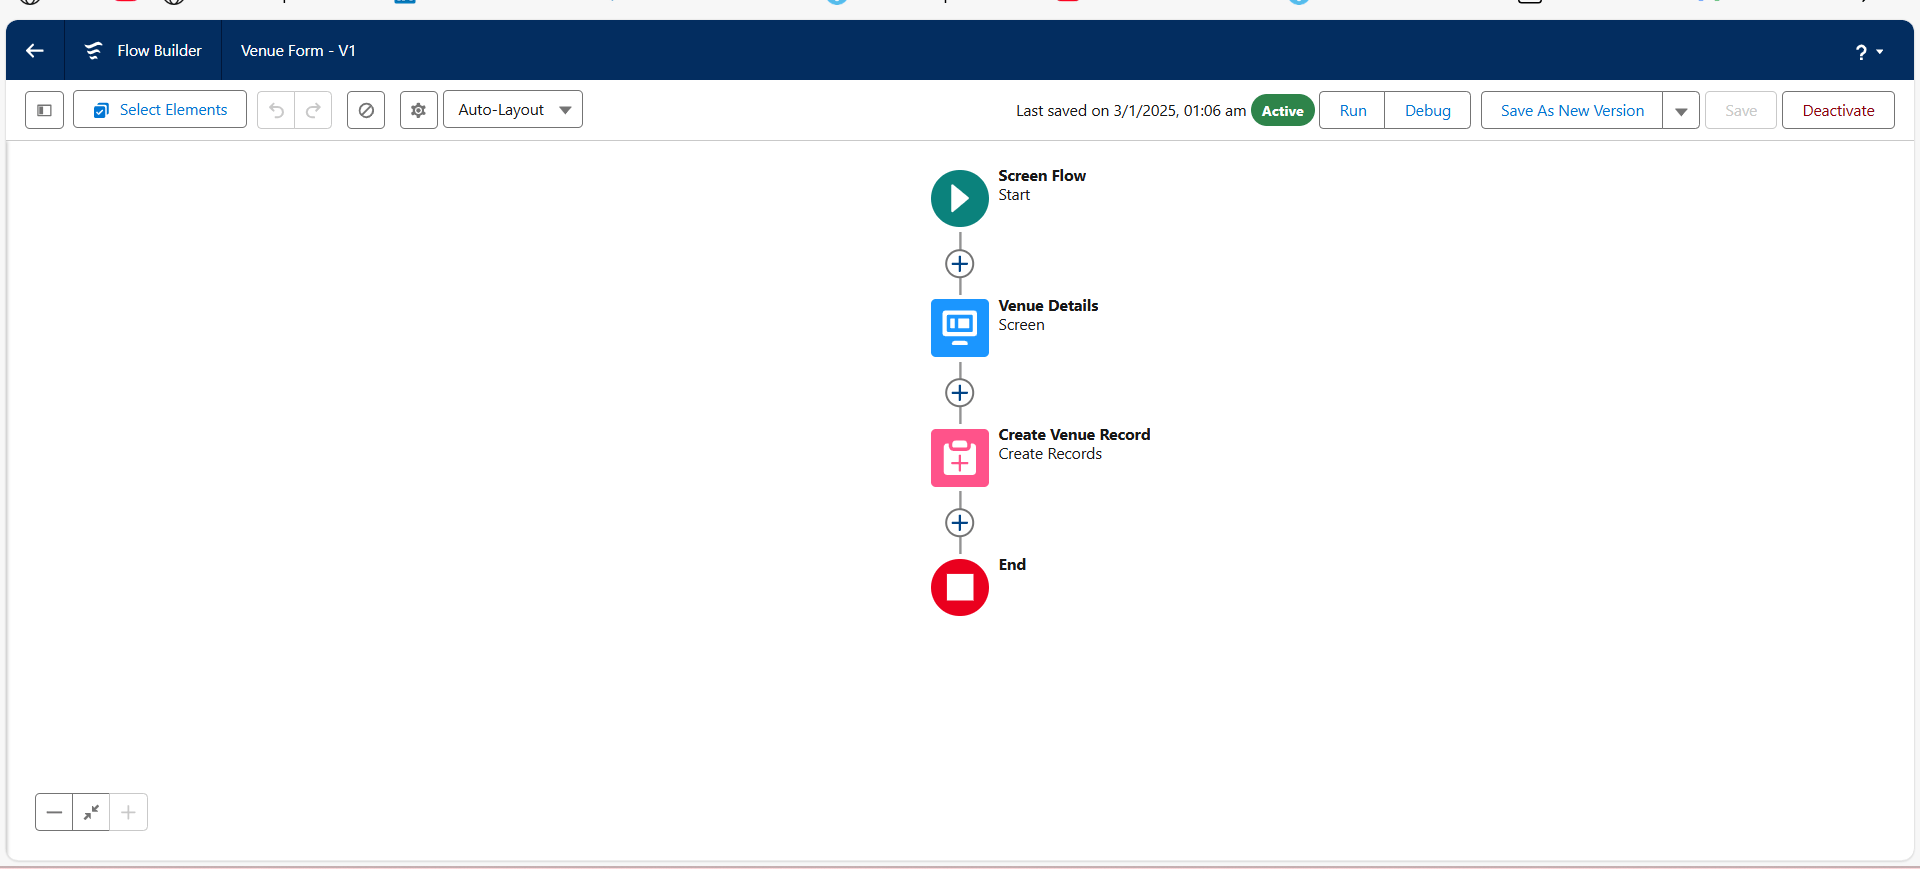 Flow Builder
Venue Form - V1
?
Select Elements
Auto-Layout
Last saved on 3/1/2025, 01:06 am
Active
Run
Debug
Save As New Version
Save
Deactivate
Screen Flow
Start
Venue Details
Screen
Create Venue Record
Create Records
End